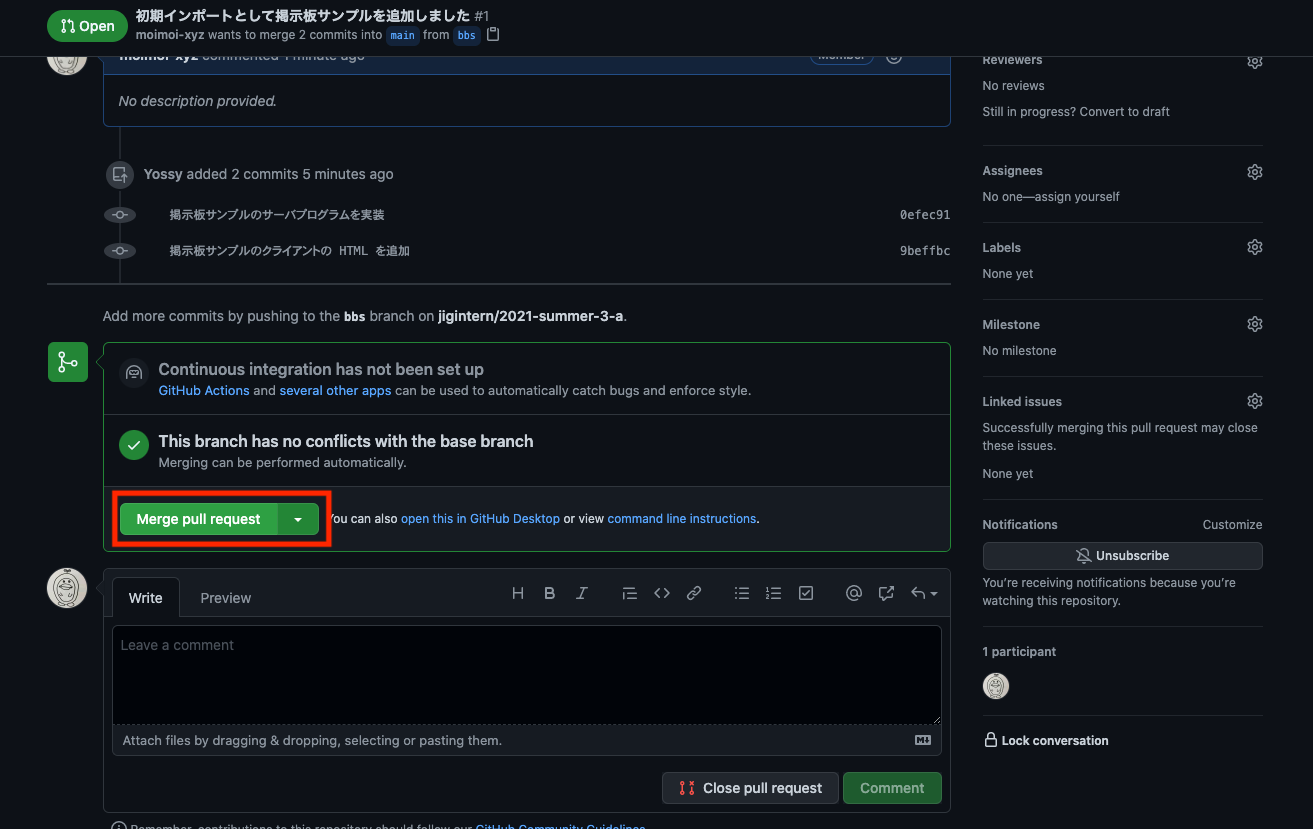 Open
初期インポートとして掲示板サンプルを追加しました #1
moimoi-xyz wants to merge 2 commits into main from bbs
moimoi-xyz commented 1 minute ago
Member
No description provided.
Yossy added 2 commits 5 minutes ago
掲示板サンプルのサーバプログラムを実装 0efec91
掲示板サンプルのクライアントの HTML を追加 9beffbc
Add more commits by pushing to the bbs branch on jigintern/2021-summer-3-a.
Continuous integration has not been set up
GitHub Actions and several other apps can be used to automatically catch bugs and enforce style.
This branch has no conflicts with the base branch
Merging can be performed automatically.
Merge pull request
You can also open this in GitHub Desktop or view command line instructions.
Write
Preview
Leave a comment
Attach files by dragging & dropping, selecting or pasting them.
Close pull request
Comment
Remember, contributions to this repository should follow our GitHub Community Guidelines.
Reviewers
No reviews
Still in progress? Convert to draft
Assignees
No one—assign yourself
Labels
None yet
Milestone
No milestone
Linked issues
Successfully merging this pull request may close
these issues.
None yet
Notifications
Customize
Unsubscribe
You're receiving notifications because you're
watching this repository.
1 participant
Lock conversation